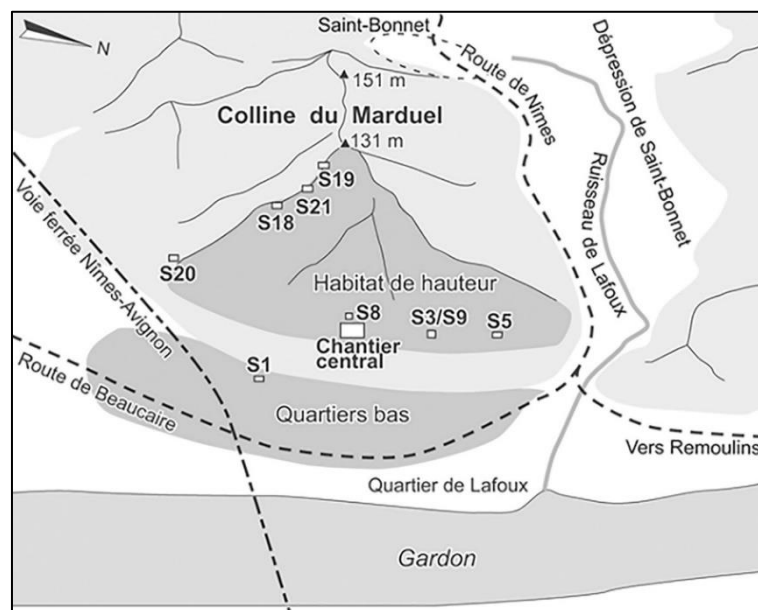 Saint-Bonnet
N
Route de Nîmes
Dépression de Saint-Bonnet
151 m
Colline du Marduel
131 m
Ruisseau de Lafoux
S19
S21
S18
Voie ferrée Nîmes-Avignon
S20
Habitat de hauteur
S8
S3/S9
S5
Chantier
central
S1
Route de Beaucaire
Quartiers bas
Vers Remoulins
Quartier de Lafoux
Gardon